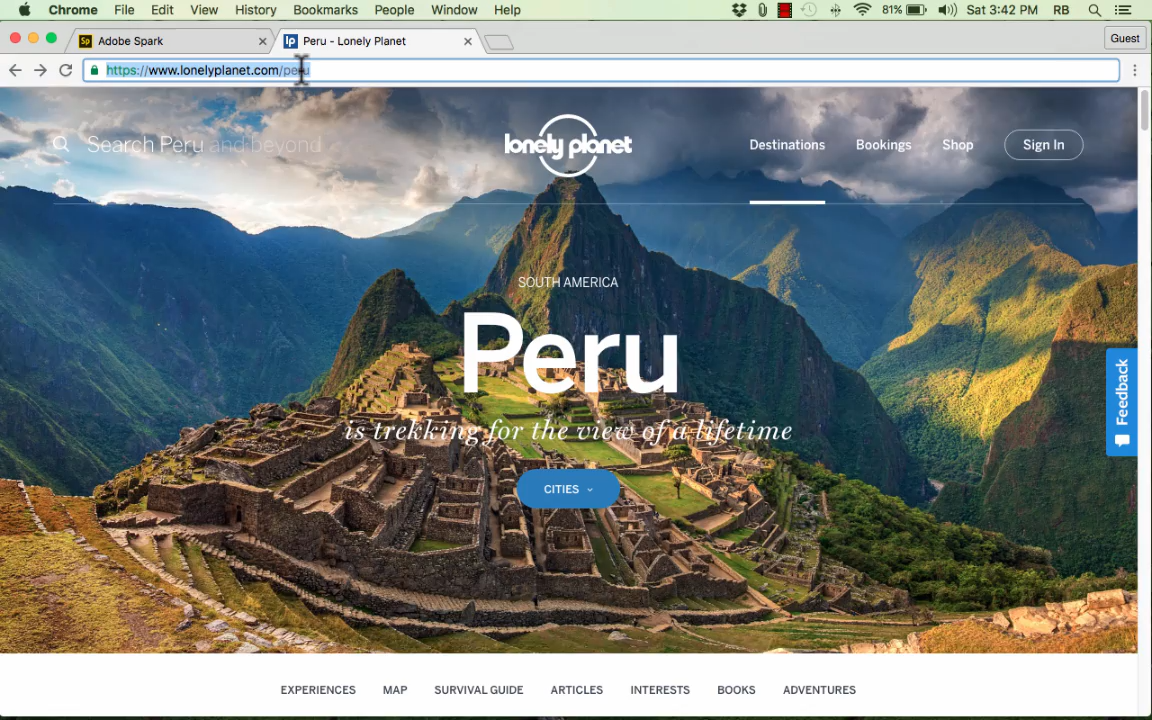 Chrome File Edit View History Bookmarks People Window Help 81% Sat 3:42 PM RB
Sp Adobe Spark lp Peru - Lonely Planet Guest
https://www.lonelyplanet.com/peru
Search Peru and beyond lonely planet Destinations Bookings Shop Sign In
SOUTH AMERICA
Peru
is trekking for the view of a lifetime
CITIES
Feedback
EXPERIENCES MAP SURVIVAL GUIDE ARTICLES INTERESTS BOOKS ADVENTURES